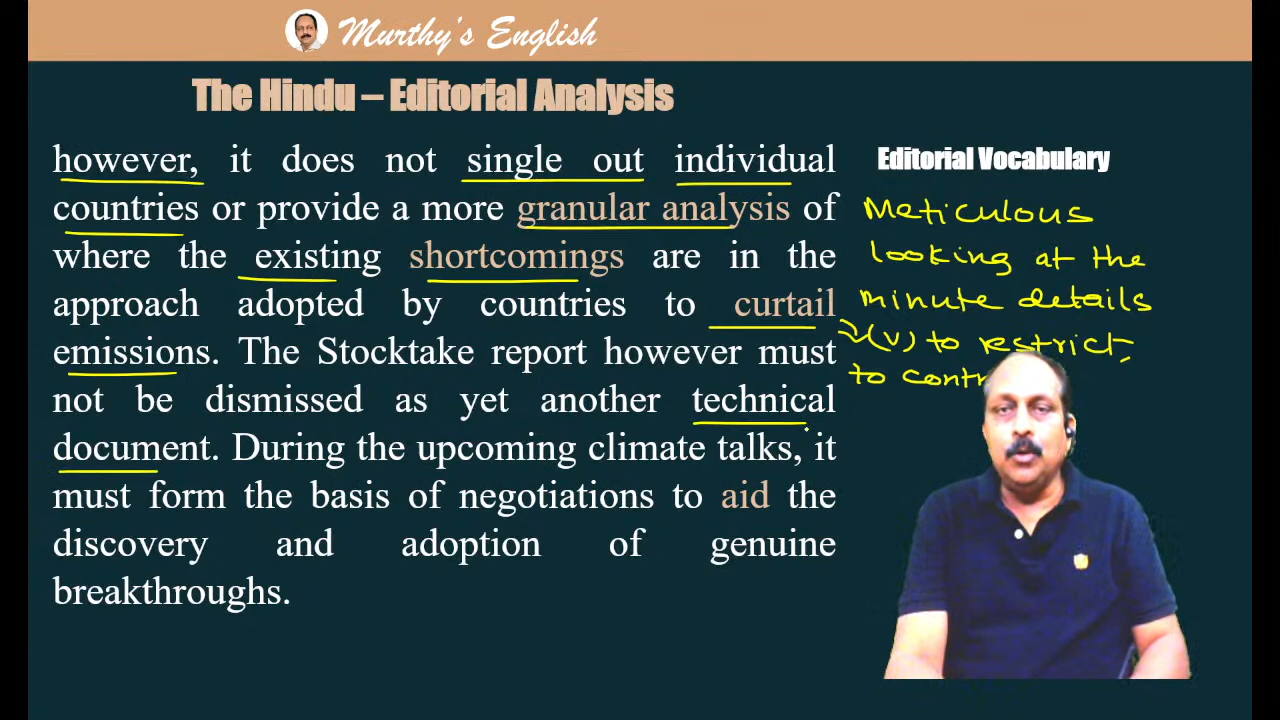 Murthy's English
The Hindu – Editorial Analysis
however, it does not single out individual
countries or provide a more granular analysis of
where the existing shortcomings are in the
approach adopted by countries to curtail
emissions. The Stocktake report however must
not be dismissed as yet another technical
document. During the upcoming climate talks, it
must form the basis of negotiations to aid the
discovery and adoption of genuine
breakthroughs.
Editorial Vocabulary
Meticulous
looking at the
minute details
(v) to restrict,
to